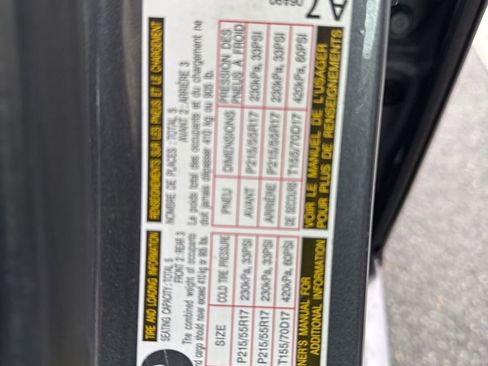 TIRE AND LOADING INFORMATION
SEATING CAPACITY : TOTAL 5
FRONT 2 : REAR 3
The combined weight of occupants
and cargo should never exceed 410 kg or 905 lbs.
SIZE COLD TIRE PRESSURE
P215/55R17 230kPa, 33PSI
P215/55R17 230kPa, 33PSI
T155/70D17 420kPa, 60PSI
NER'S MANUAL FOR
ADDITIONAL INFORMATION
RENSEIGNEMENTS SUR LES PNEUS ET LE CHARGEMENT
NOMBRE DE PLACES : TOTAL 5
AVANT 2 : ARRIÈRE 3
Le poids total des occupants et du chargement ne
doit jamais dépasser 410 kg ou 905 lb.
PNEU DIMENSIONS PRESSION DES
PNEUS À FROID
AVANT P215/55R17 230kPa, 33PSI
ARRIÈRE P215/55R17 230kPa, 33PSI
DE SECOURS T155/70D17 420kPa, 60PSI
VOIR LE MANUEL DE L'USAGER
POUR PLUS DE RENSEIGNEMENTS
A7